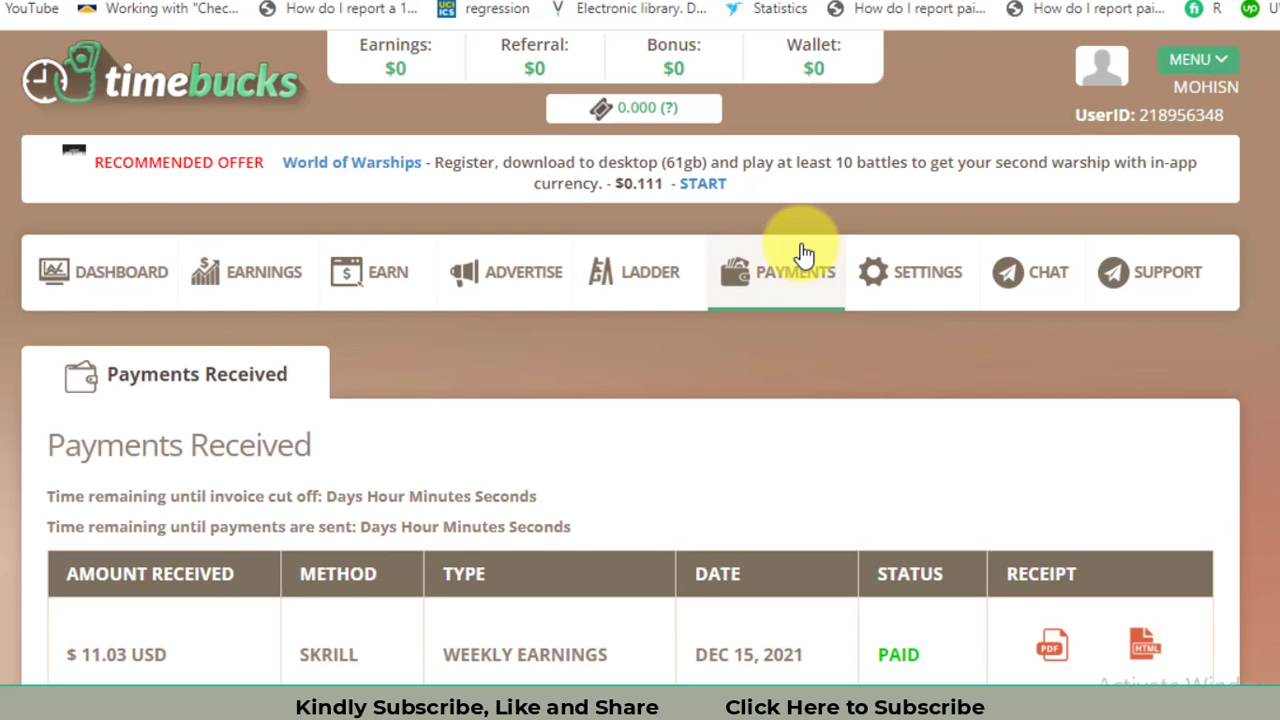 YouTube Working with "Chec... How do I report a 1... regression Electronic library. D... Statistics How do I report pai... How do I report pai... R
Earnings: Referral: Bonus: Wallet:
$0 $0 $0 $0
MENU
timebucks
MOHISN
0.000 (?)
UserID: 218956348
RECOMMENDED OFFER World of Warships - Register, download to desktop (61gb) and play at least 10 battles to get your second warship with in-app
currency. - $0.111 - START
DASHBOARD EARNINGS EARN ADVERTISE LADDER PAYMENTS SETTINGS CHAT SUPPORT
Payments Received
Payments Received
Time remaining until invoice cut off: Days Hour Minutes Seconds
Time remaining until payments are sent: Days Hour Minutes Seconds
AMOUNT RECEIVED METHOD TYPE DATE STATUS RECEIPT
$ 11.03 USD SKRILL WEEKLY EARNINGS DEC 15, 2021 PAID PDF HTML
Kindly Subscribe, Like and Share Click Here to Subscribe